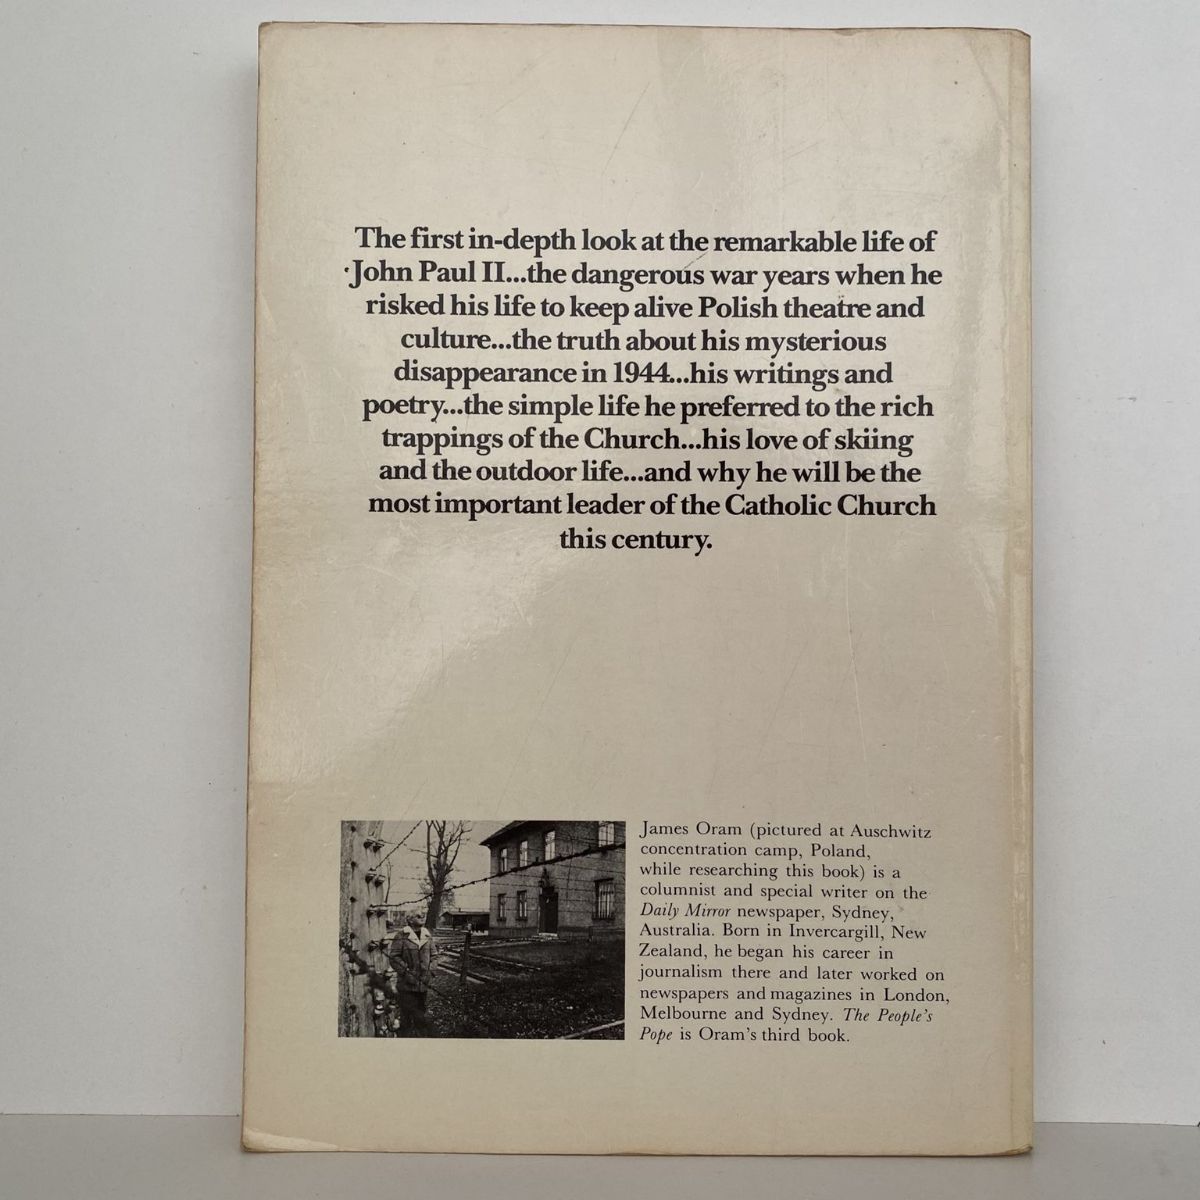 The first in-depth look at the remarkable life of
John Paul II...the dangerous war years when he
risked his life to keep alive Polish theatre and
culture...the truth about his mysterious
disappearance in 1944...his writings and
poetry...the simple life he preferred to the rich
trappings of the Church...his love of skiing
and the outdoor life...and why he will be the
most important leader of the Catholic Church
this century.
James Oram (pictured at Auschwitz
concentration camp, Poland,
while researching this book) is a
columnist and special writer on the
Daily Mirror newspaper, Sydney,
Australia. Born in Invercargill, New
Zealand, he began his career in
journalism there and later worked on
newspapers and magazines in London,
Melbourne and Sydney. The People's
Pope is Oram's third book.